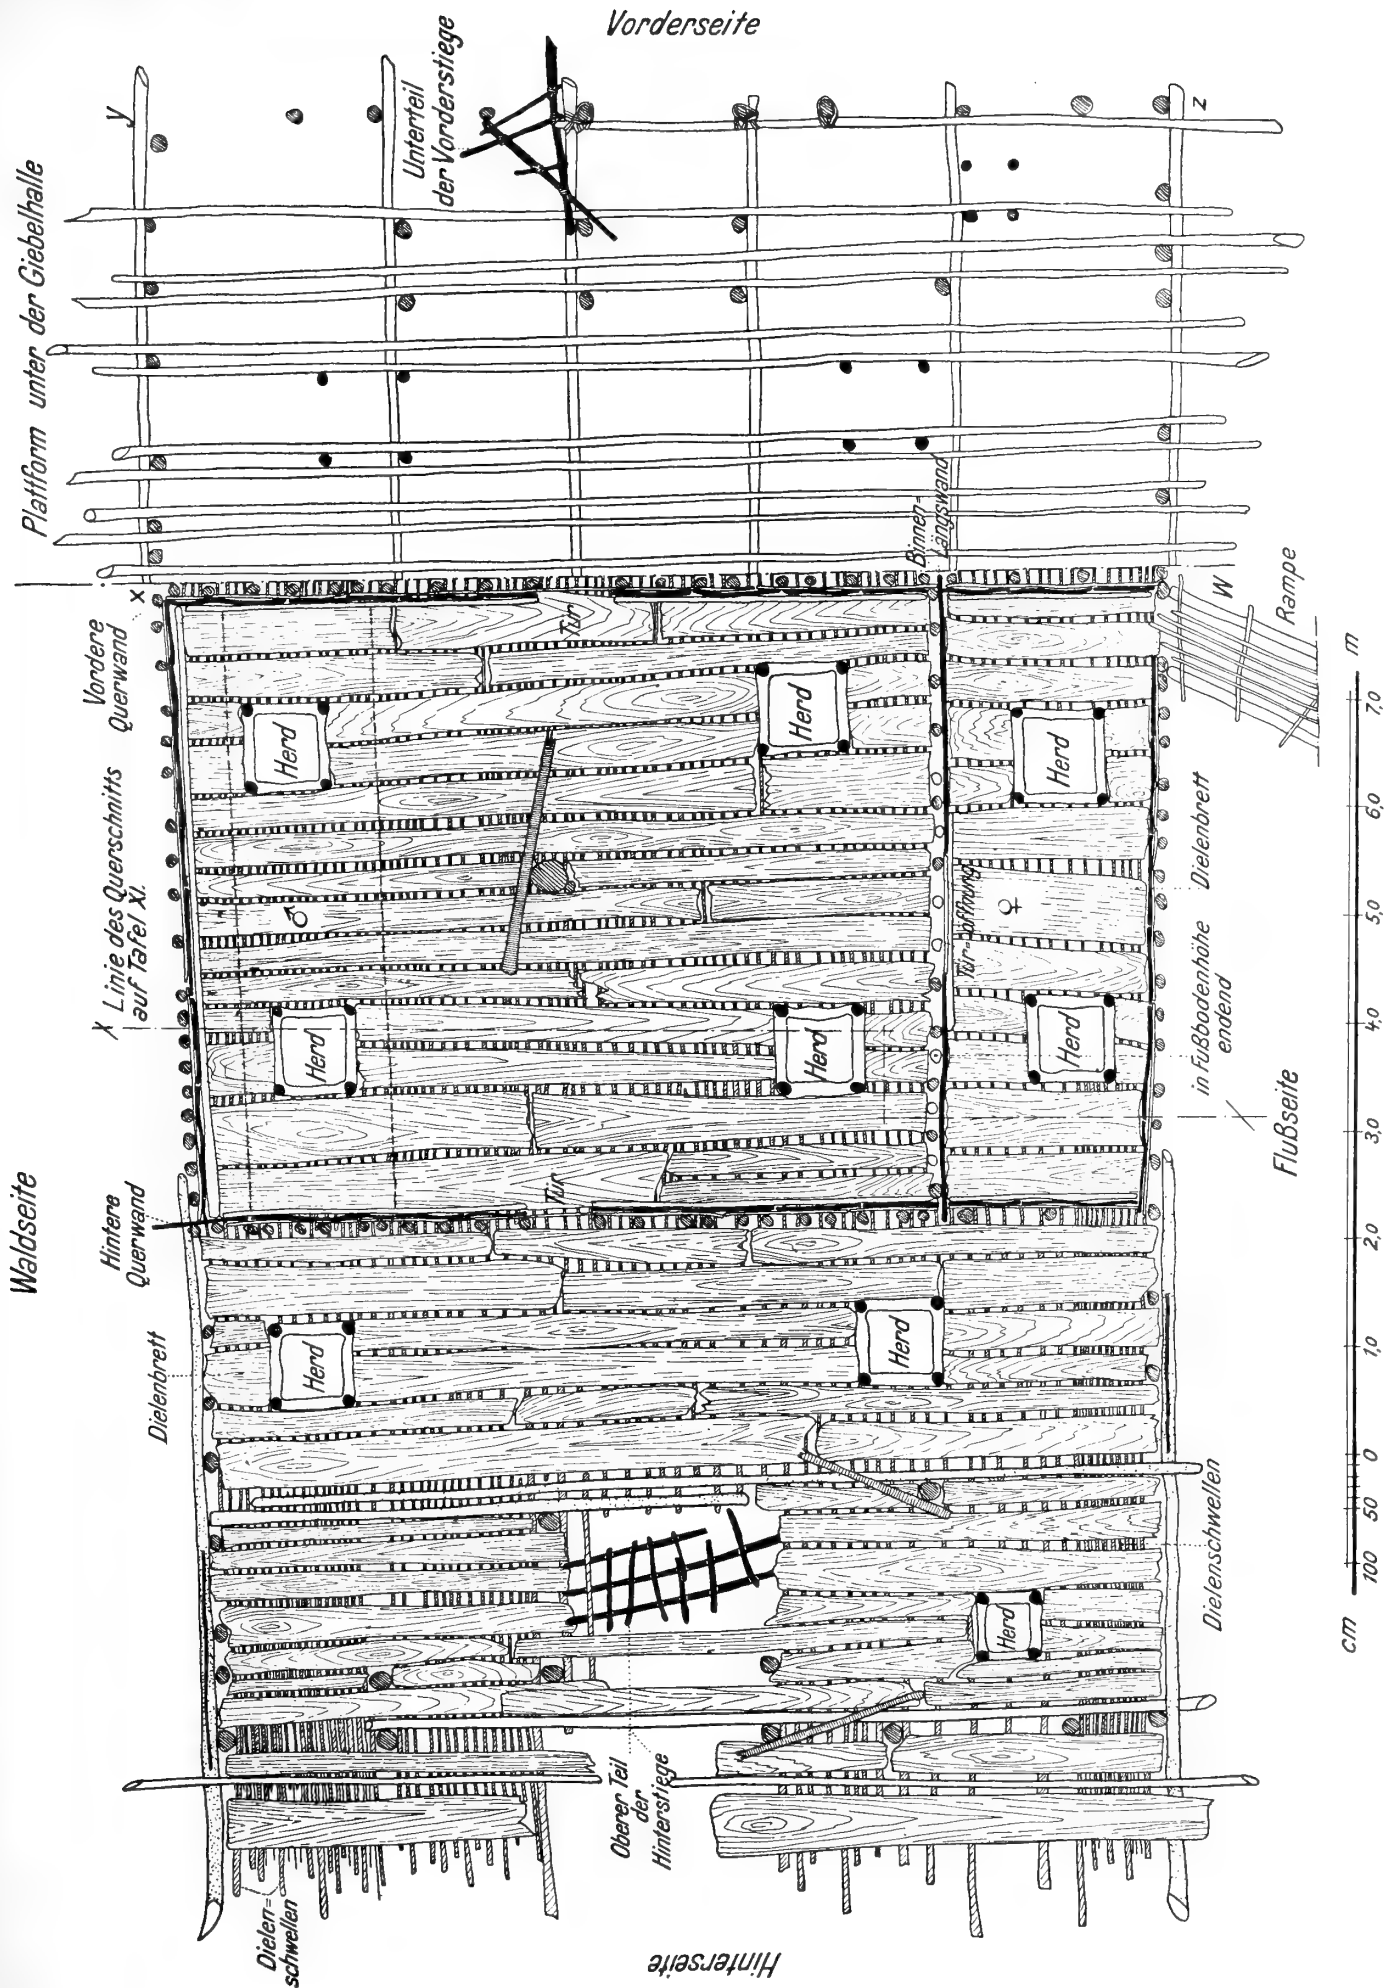 Vorderseite
Plattform unter der Giebelhalle
Unterteil
der Vorderstiege
y
z
x
Vordere
Querwand
Linie des Querschnitts
auf Tafel XI.
Waldseite
Hintere
Querwand
Dielenbrett
Dielen=
schwellen
Hinterseite
Binnen=
Längswand
Tür
Herd
Herd
Herd
♂
Tür-öffnung
♀
Herd
Herd
Herd
Tür
Herd
Herd
Herd
Oberer Teil
der
Hinterstiege
W
Rampe
Dielenbrett
in Fußbodenhöhe
endend
Flußseite
Dielenschwellen
cm 100 50 0 1,0 2,0 3,0 4,0 5,0 6,0 7,0 m